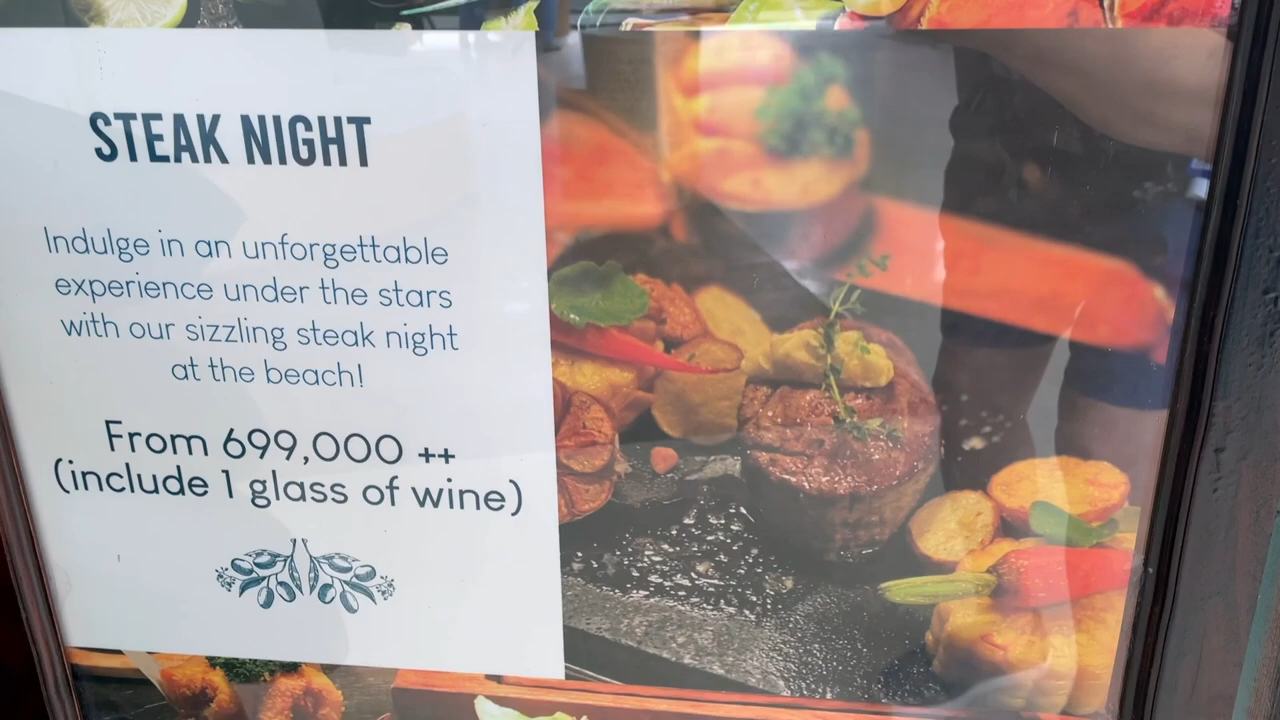 STEAK NIGHT
Indulge in an unforgettable
experience under the stars
with our sizzling steak night
at the beach!
From 699,000 ++
(include 1 glass of wine)